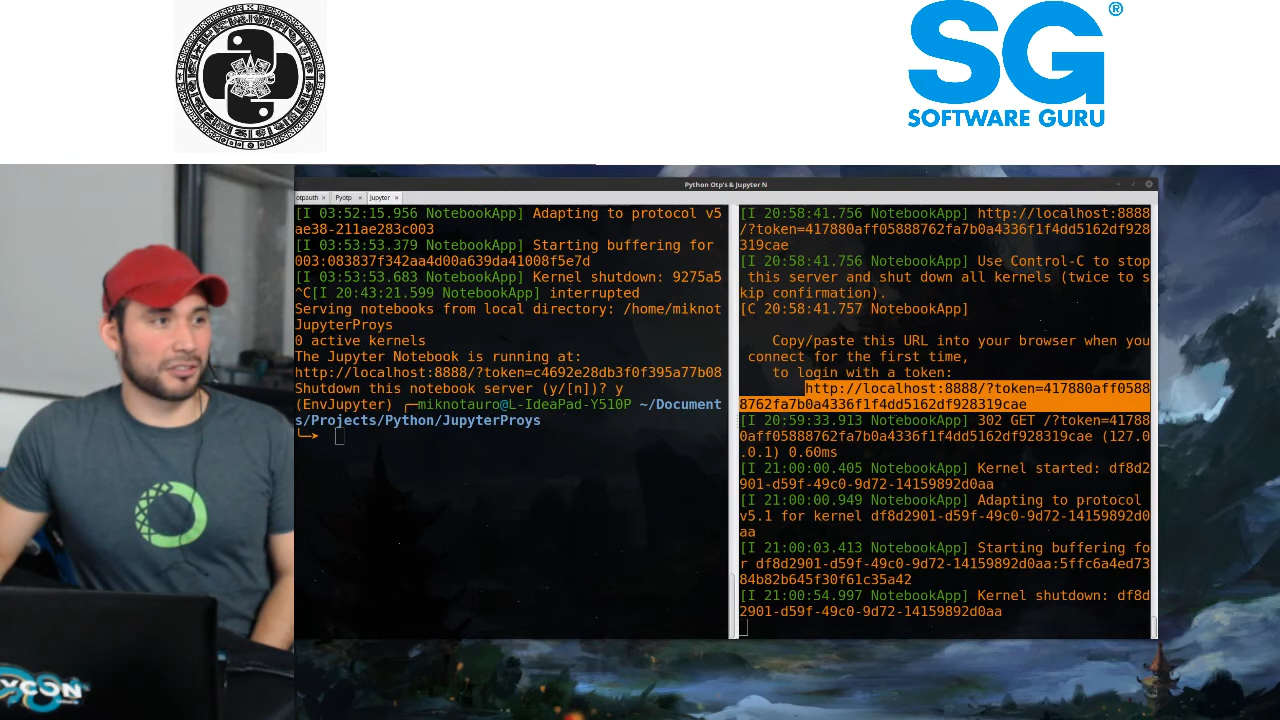 SG®
SOFTWARE GURU
Python Otp's & Jupyter N
otpauth × Pyotp × Jupyter ×
[I 03:52:15.956 NotebookApp] Adapting to protocol v5
ae38-211ae283c003
[I 03:53:53.379 NotebookApp] Starting buffering for
003:083837f342aa4d00a639da41008f5e7d
[I 03:53:53.683 NotebookApp] Kernel shutdown: 9275a5
^C[I 20:43:21.599 NotebookApp] interrupted
Serving notebooks from local directory: /home/miknot
JupyterProys
0 active kernels
The Jupyter Notebook is running at:
http://localhost:8888/?token=c4692e28db3f0f395a77b08
Shutdown this notebook server (y/[n])? y
(EnvJupyter) ╭─miknotauro@L-IdeaPad-Y510P ~/Document
s/Projects/Python/JupyterProys
╰─➤
[I 20:58:41.756 NotebookApp] http://localhost:8888
/?token=417880aff05888762fa7b0a4336f1f4dd5162df928
319cae
[I 20:58:41.756 NotebookApp] Use Control-C to stop
this server and shut down all kernels (twice to s
kip confirmation).
[C 20:58:41.757 NotebookApp]
Copy/paste this URL into your browser when you
connect for the first time,
to login with a token:
http://localhost:8888/?token=417880aff0588
8762fa7b0a4336f1f4dd5162df928319cae
[I 20:59:33.913 NotebookApp] 302 GET /?token=41788
0aff05888762fa7b0a4336f1f4dd5162df928319cae (127.0
.0.1) 0.60ms
[I 21:00:00.405 NotebookApp] Kernel started: df8d2
901-d59f-49c0-9d72-14159892d0aa
[I 21:00:00.949 NotebookApp] Adapting to protocol
v5.1 for kernel df8d2901-d59f-49c0-9d72-14159892d0
aa
[I 21:00:03.413 NotebookApp] Starting buffering fo
r df8d2901-d59f-49c0-9d72-14159892d0aa:5ffc6a4ed73
84b82b645f30f61c35a42
[I 21:00:54.997 NotebookApp] Kernel shutdown: df8d
2901-d59f-49c0-9d72-14159892d0aa
YCON